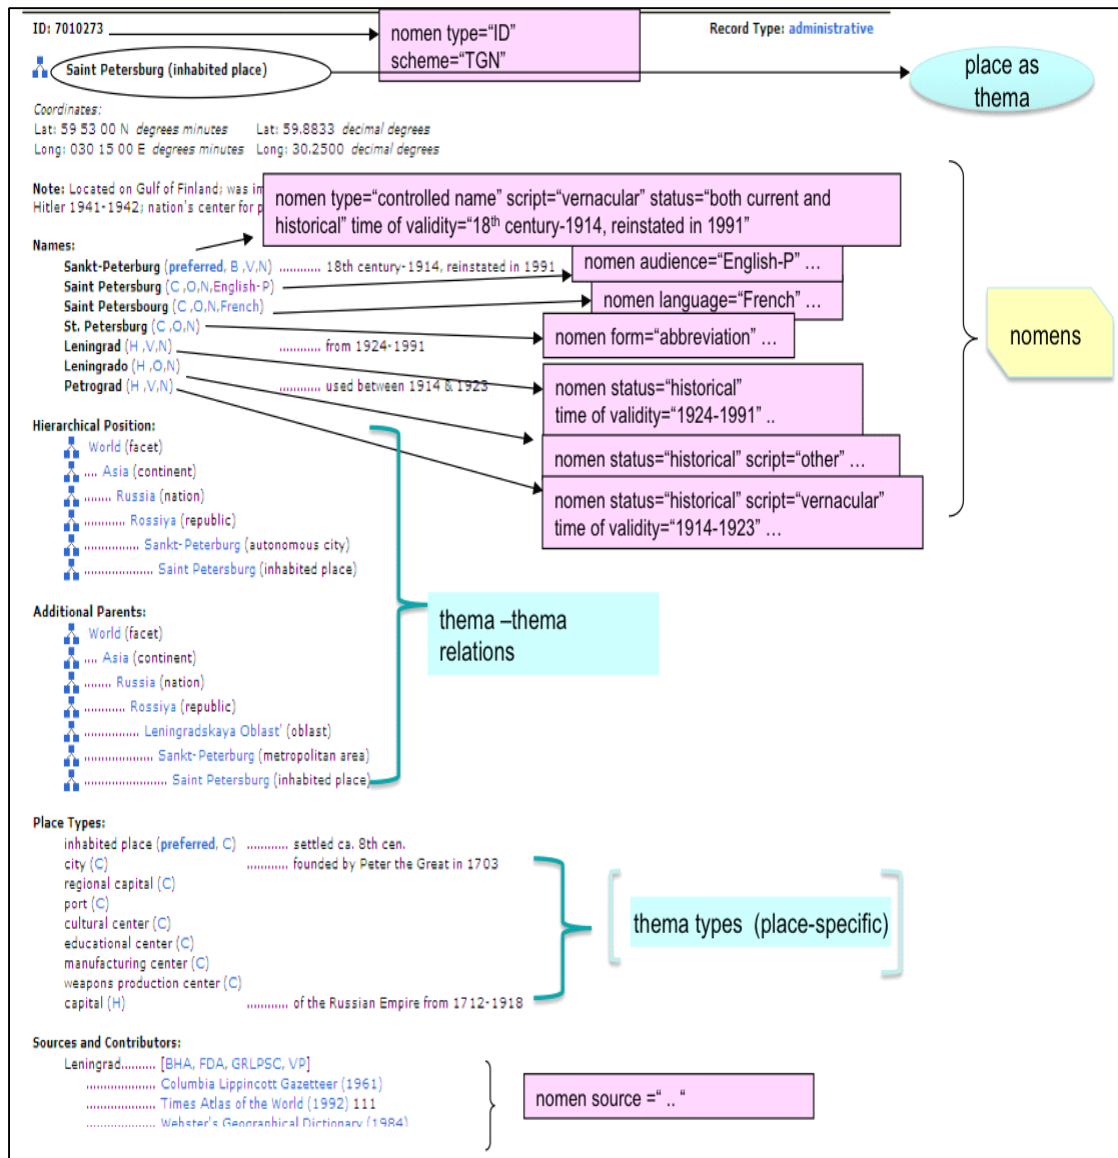 ID: 7010273
nomen type=“ID”
scheme=“TGN”
Record Type: administrative
Saint Petersburg (inhabited place)
place as
thema
Coordinates:
Lat: 59 53 00 N degrees minutes Lat: 59.8833 decimal degrees
Long: 030 15 00 E degrees minutes Long: 30.2500 decimal degrees
Note: Located on Gulf of Finland; was
Hitler 1941-1942; nation's center for
nomen type=“controlled name” script=“vernacular” status=“both current and
historical” time of validity=“18th century-1914, reinstated in 1991”
Names:
Sankt-Peterburg (preferred, B ,V,N) ............ 18th century-1914, reinstated in 1991
nomen audience=“English-P” …
Saint Petersburg (C ,O,N,English-P)
Saint Petersbourg (C ,O,N,French)
nomen language=“French” …
St. Petersburg (C ,O,N)
nomen form=“abbreviation” …
Leningrad (H ,V,N) ............ from 1924-1991
Leningrado (H ,O,N)
Petrograd (H ,V,N) ............ used between 1914 & 1923
nomens
nomen status=“historical”
time of validity=“1924-1991” ..
nomen status=“historical” script=“other” …
nomen status=“historical” script=“vernacular”
time of validity=“1914-1923” …
Hierarchical Position:
World (facet)
.... Asia (continent)
........ Russia (nation)
............ Rossiya (republic)
................ Sankt-Peterburg (autonomous city)
.................... Saint Petersburg (inhabited place)
thema –thema
relations
Additional Parents:
World (facet)
.... Asia (continent)
........ Russia (nation)
............ Rossiya (republic)
................ Leningradskaya Oblast' (oblast)
.................... Sankt-Peterburg (metropolitan area)
........................ Saint Petersburg (inhabited place)
Place Types:
inhabited place (preferred, C) ............ settled ca. 8th cen.
city (C) ............ founded by Peter the Great in 1703
regional capital (C)
port (C)
cultural center (C)
educational center (C)
manufacturing center (C)
weapons production center (C)
capital (H) ............ of the Russian Empire from 1712-1918
thema types (place-specific)
Sources and Contributors:
Leningrad.......... [BHA, FDA, GRLPSC, VP]
.................... Columbia Lippincott Gazetteer (1961)
.................... Times Atlas of the World (1992) 111
.................... Webster's Geographical Dictionary (1984)
nomen source =“ .. “